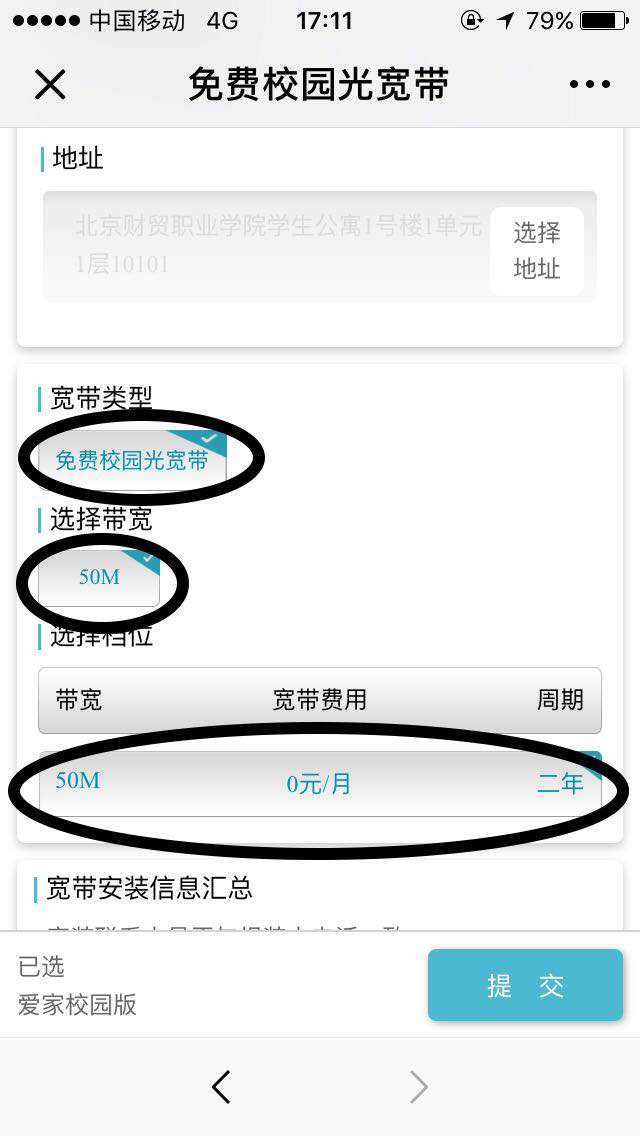 中国移动 4G 17:11 79%
免费校园光宽带
地址
北京财贸职业学院学生公寓1号楼1单元
1层10101
选择
地址
宽带类型
免费校园光宽带
选择带宽
50M
选择档位
带宽 宽带费用 周期
50M 0元/月 二年
宽带安装信息汇总
已选
爱家校园版
提 交